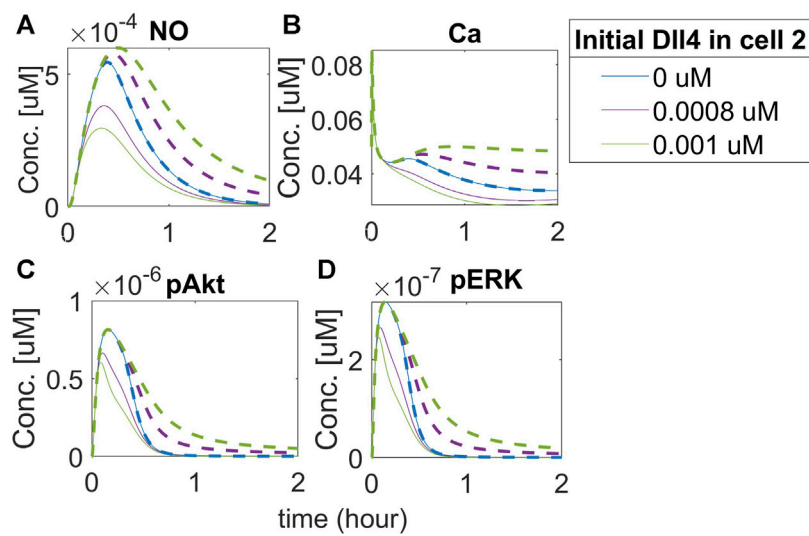 A ×10⁻⁴ NO
Conc. [uM]
5
0
0 1 2
B Ca
Conc. [uM]
0.08
0.06
0.04
0 1 2
Initial Dll4 in cell 2
0 uM
0.0008 uM
0.001 uM
C ×10⁻⁶ pAkt
Conc. [uM]
1
0.5
0
0 1 2
D ×10⁻⁷ pERK
Conc. [uM]
2
0
0 1 2
time (hour)